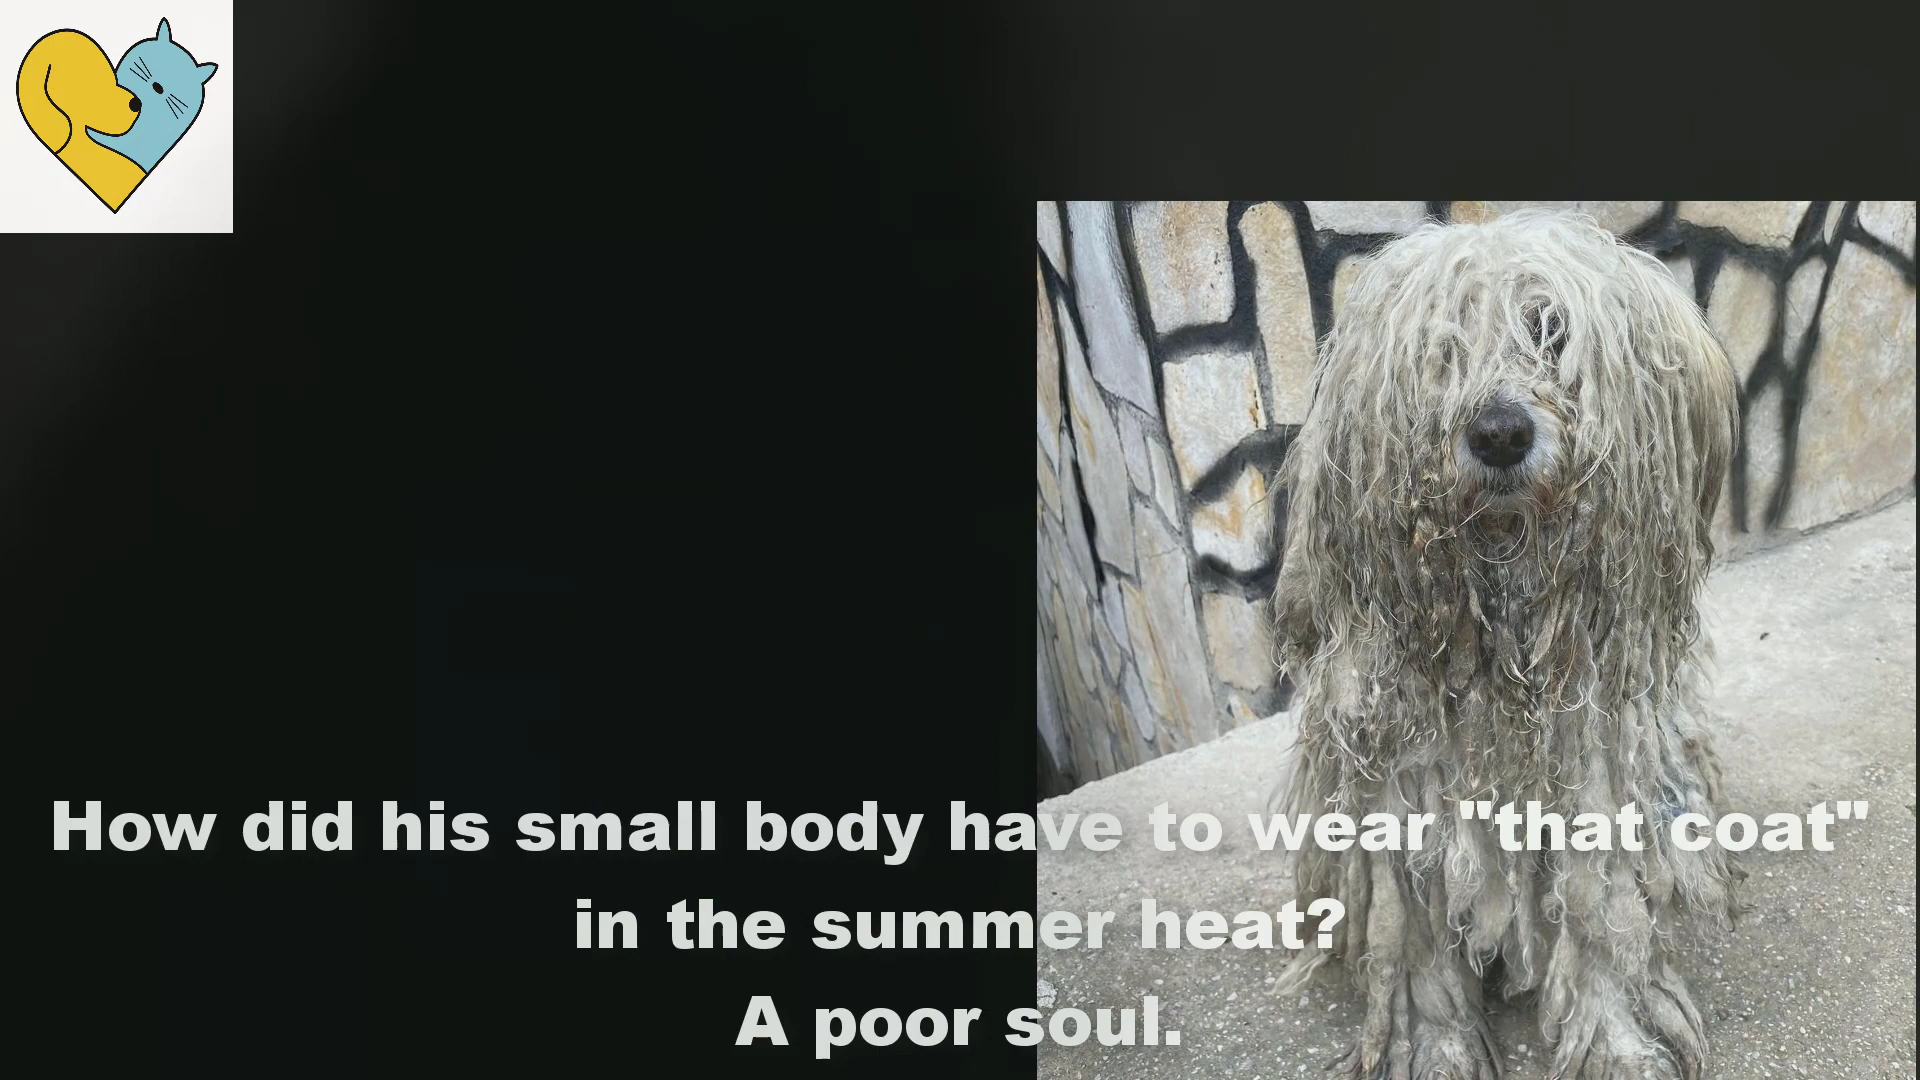 How did his small body have to wear "that coat"
in the summer heat?
A poor soul.